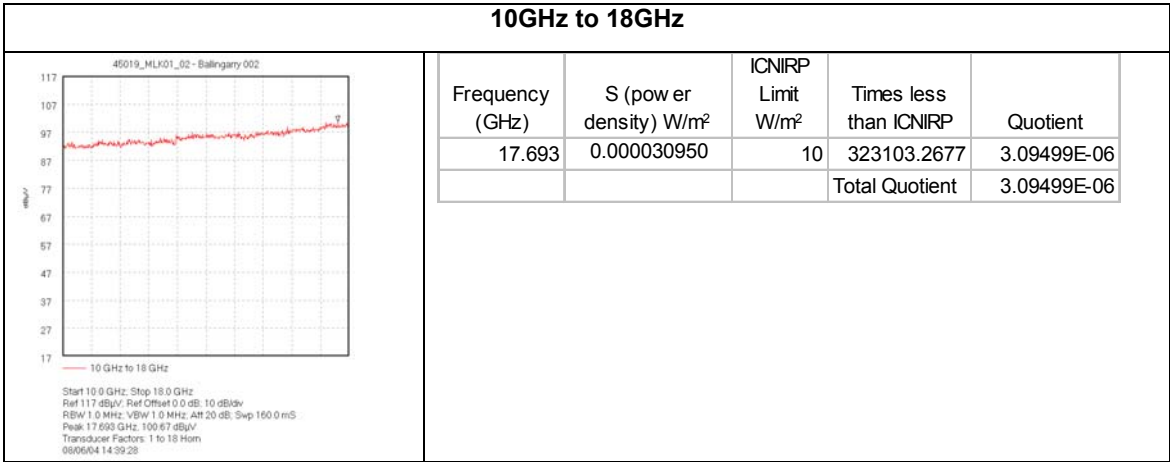 10GHz to 18GHz
45019_MLK01_02 - Ballingarry 002
117
107
97
87
77
67
57
47
37
27
17
dBµV
10 GHz to 18 GHz
Start 10.0 GHz; Stop 18.0 GHz
Ref 117 dBµV; Ref Offset 0.0 dB; 10 dB/div
RBW 1.0 MHz; VBW 1.0 MHz; Att 20 dB; Swp 160.0 mS
Peak 17.693 GHz, 100.67 dBµV
Transducer Factors: 1 to 18 Horn
08/06/04 14:39:28
Frequency (GHz) S (pow er density) W/m² ICNIRP Limit W/m² Times less than ICNIRP Quotient
17.693 0.000030950 10 323103.2677 3.09499E-06
Total Quotient 3.09499E-06